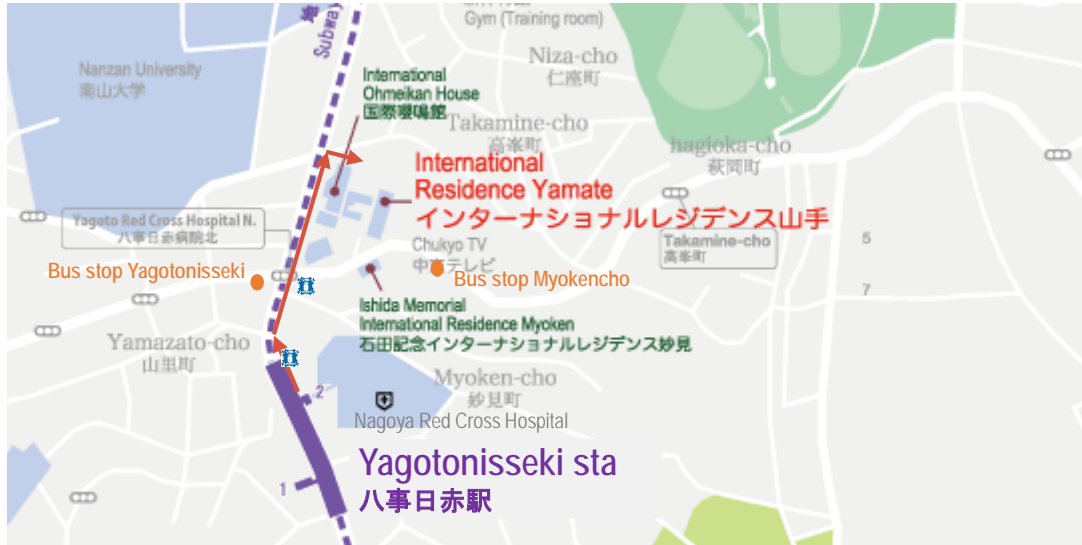 Gym (Training room)
Subway
Nanzan University
南山大学
Niza-cho
仁座町
International
Ohmeikan House
国際嚶鳴館
Takamine-cho
高峯町
hagioka-cho
萩岡町
International
Residence Yamate
インターナショナルレジデンス山手
Yagoto Red Cross Hospital N.
八事日赤病院北
Chukyo TV
中京テレビ
Takamine-cho
高峯町
5
7
Bus stop Yagotonisseki
Bus stop Myokencho
Ishida Memorial
International Residence Myoken
石田記念インターナショナルレジデンス妙見
Yamazato-cho
山里町
Myoken-cho
妙見町
2
Nagoya Red Cross Hospital
Yagotonisseki sta
八事日赤駅
1